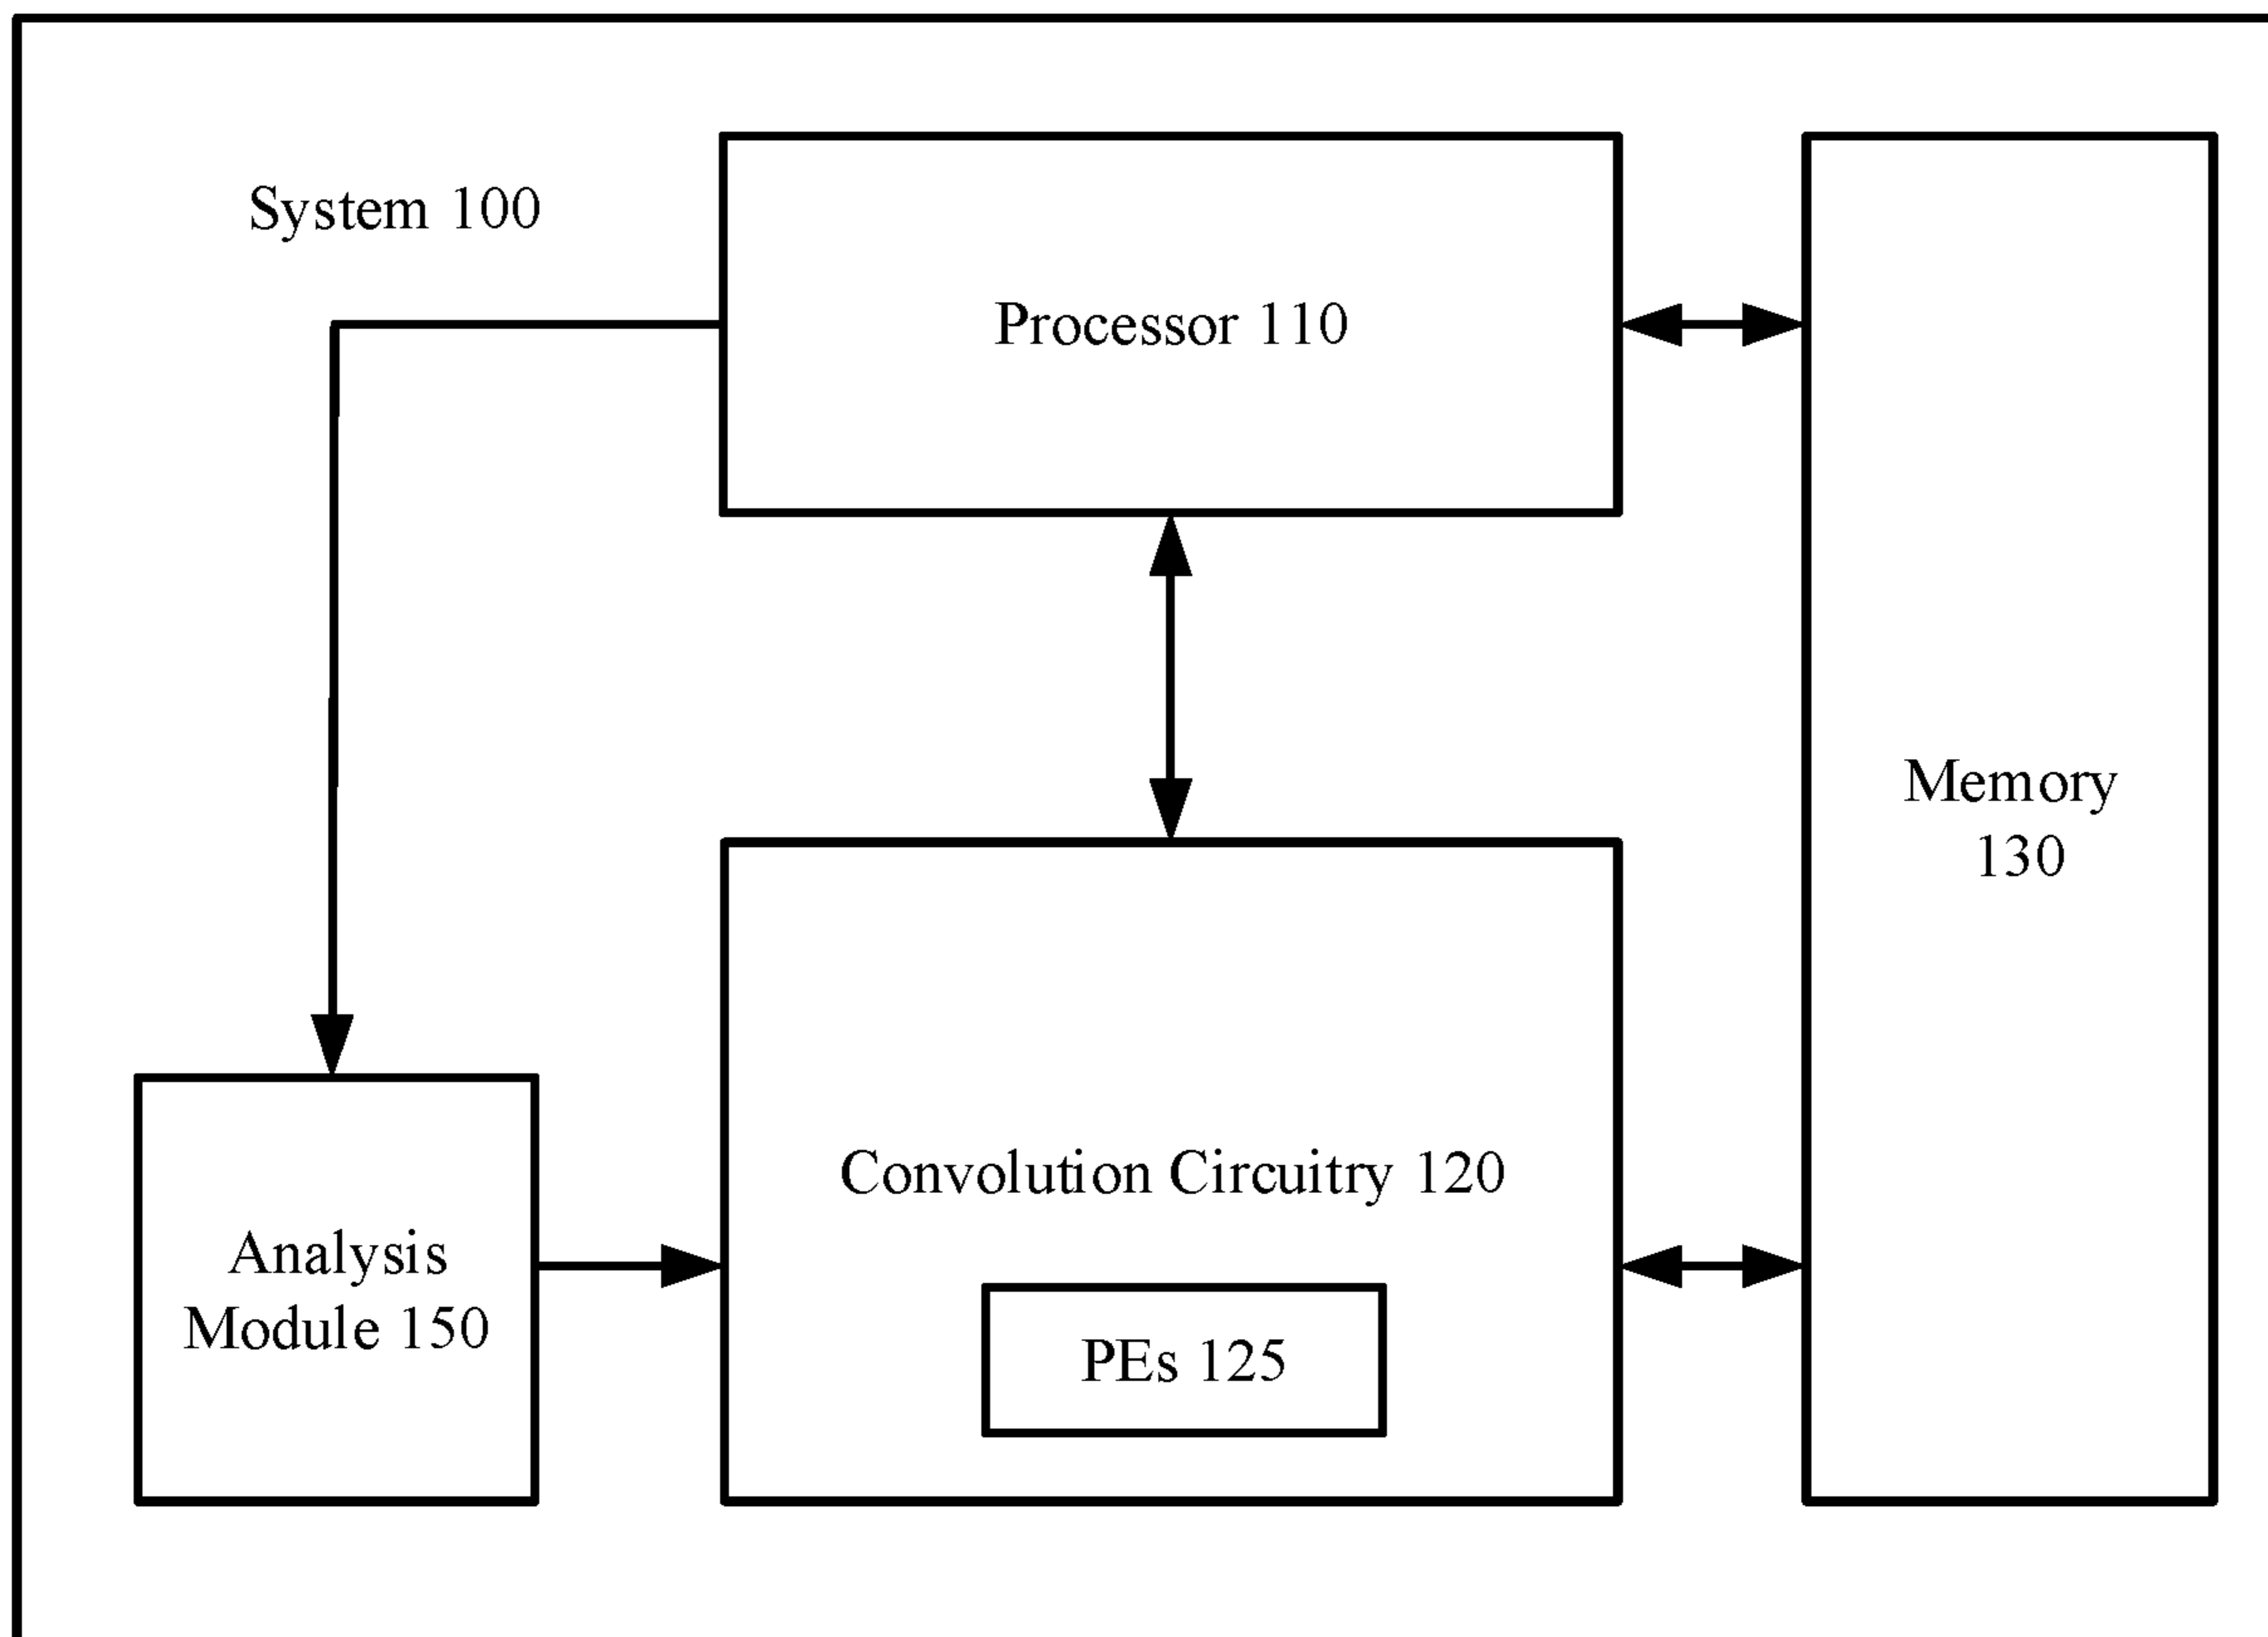 System 100
Processor 110
Memory
130
Convolution Circuitry 120
Analysis
Module 150
PEs 125